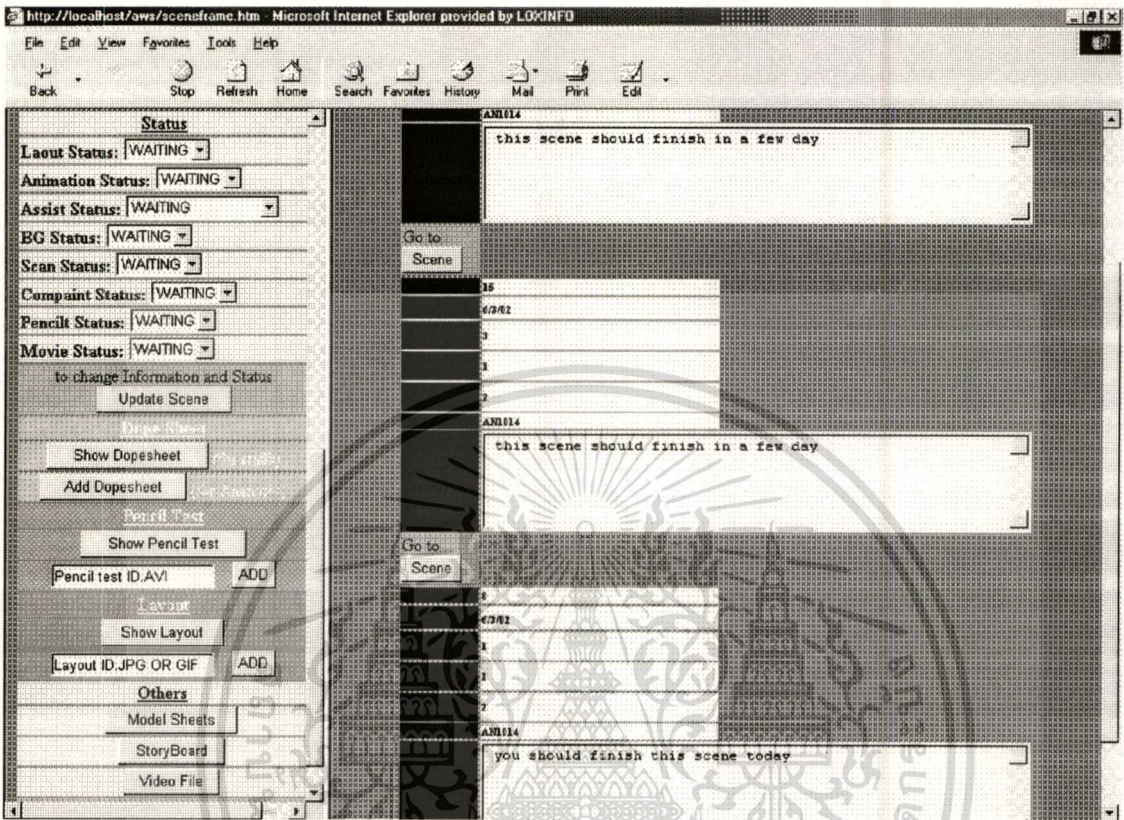 http://localhost/aws/sceneframe.htm - Microsoft Internet Explorer provided by LOXINFO
File Edit View Favorites Tools Help
Back Stop Refresh Home Search Favorites History Mail Print Edit
Status
Laout Status: WAITING
Animation Status: WAITING
Assist Status: WAITING
BG Status: WAITING
Scan Status: WAITING
Compaint Status: WAITING
Pencilt Status: WAITING
Movie Status: WAITING
to change Information and Status
Update Scene
Dope Sheet
Show Dopesheet
Add Dopesheet
Pencil Test
Show Pencil Test
Pencil test ID.AVI ADD
Layout
Show Layout
Layout ID.JPG OR GIF ADD
Others
Model Sheets
StoryBoard
Video File
AN1014
this scene should finish in a few day
Go to
Scene
16
6/3/02
3
1
2
AN1014
this scene should finish in a few day
Go to
Scene
6/3/02
1
1
2
AN1014
you should finish this scene today